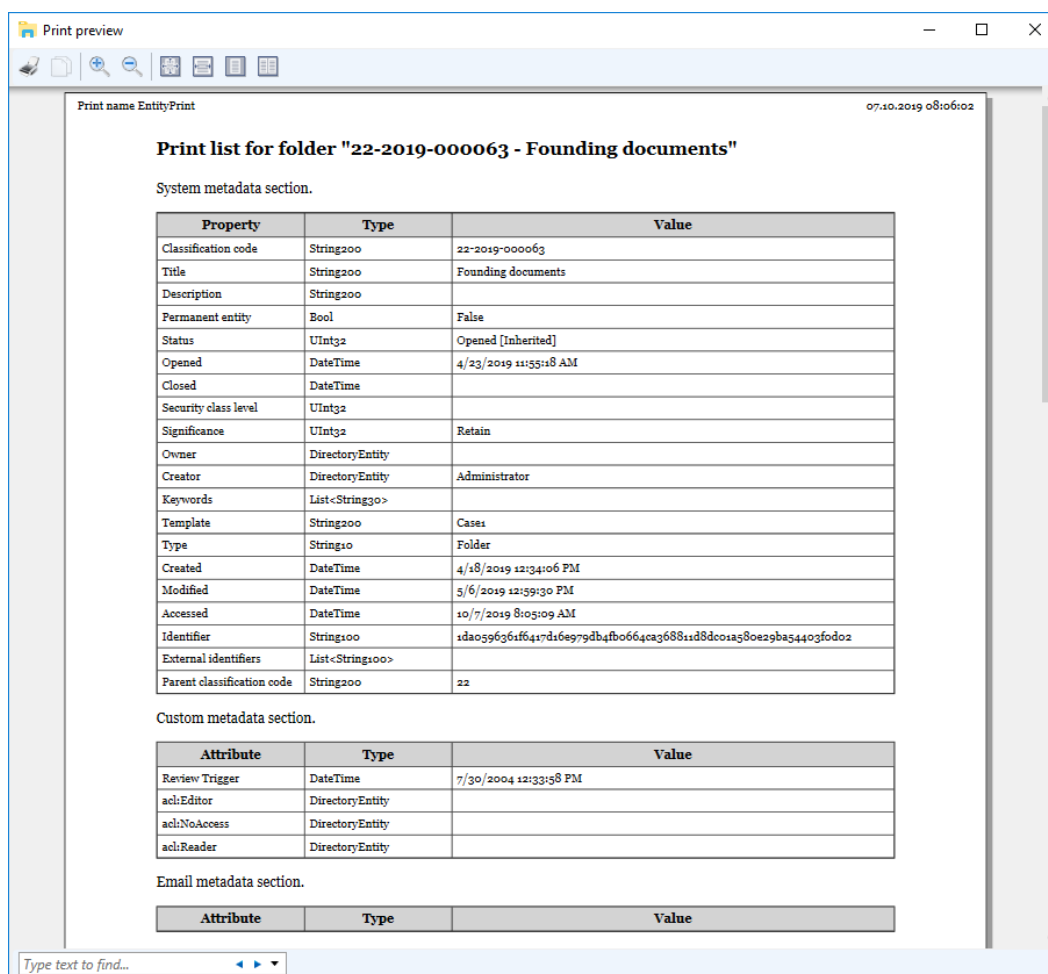 Print preview
Print name EntityPrint 07.10.2019 08:06:02
Print list for folder "22-2019-000063 - Founding documents"
System metadata section.
Property Type Value
Classification code String200 22-2019-000063
Title String200 Founding documents
Description String200
Permanent entity Bool False
Status UInt32 Opened [Inherited]
Opened DateTime 4/23/2019 11:55:18 AM
Closed DateTime
Security class level UInt32
Significance UInt32 Retain
Owner DirectoryEntity
Creator DirectoryEntity Administrator
Keywords List<String30>
Template String200 Case1
Type String10 Folder
Created DateTime 4/18/2019 12:34:06 PM
Modified DateTime 5/6/2019 12:59:30 PM
Accessed DateTime 10/7/2019 8:05:09 AM
Identifier String100 1da0596361f6417d16e979db4fb0664ca368811d8dc01a580e29ba54403f0d02
External identifiers List<String100>
Parent classification code String200 22
Custom metadata section.
Attribute Type Value
Review Trigger DateTime 7/30/2004 12:33:58 PM
acl:Editor DirectoryEntity
acl:NoAccess DirectoryEntity
acl:Reader DirectoryEntity
Email metadata section.
Attribute Type Value
Type text to find...